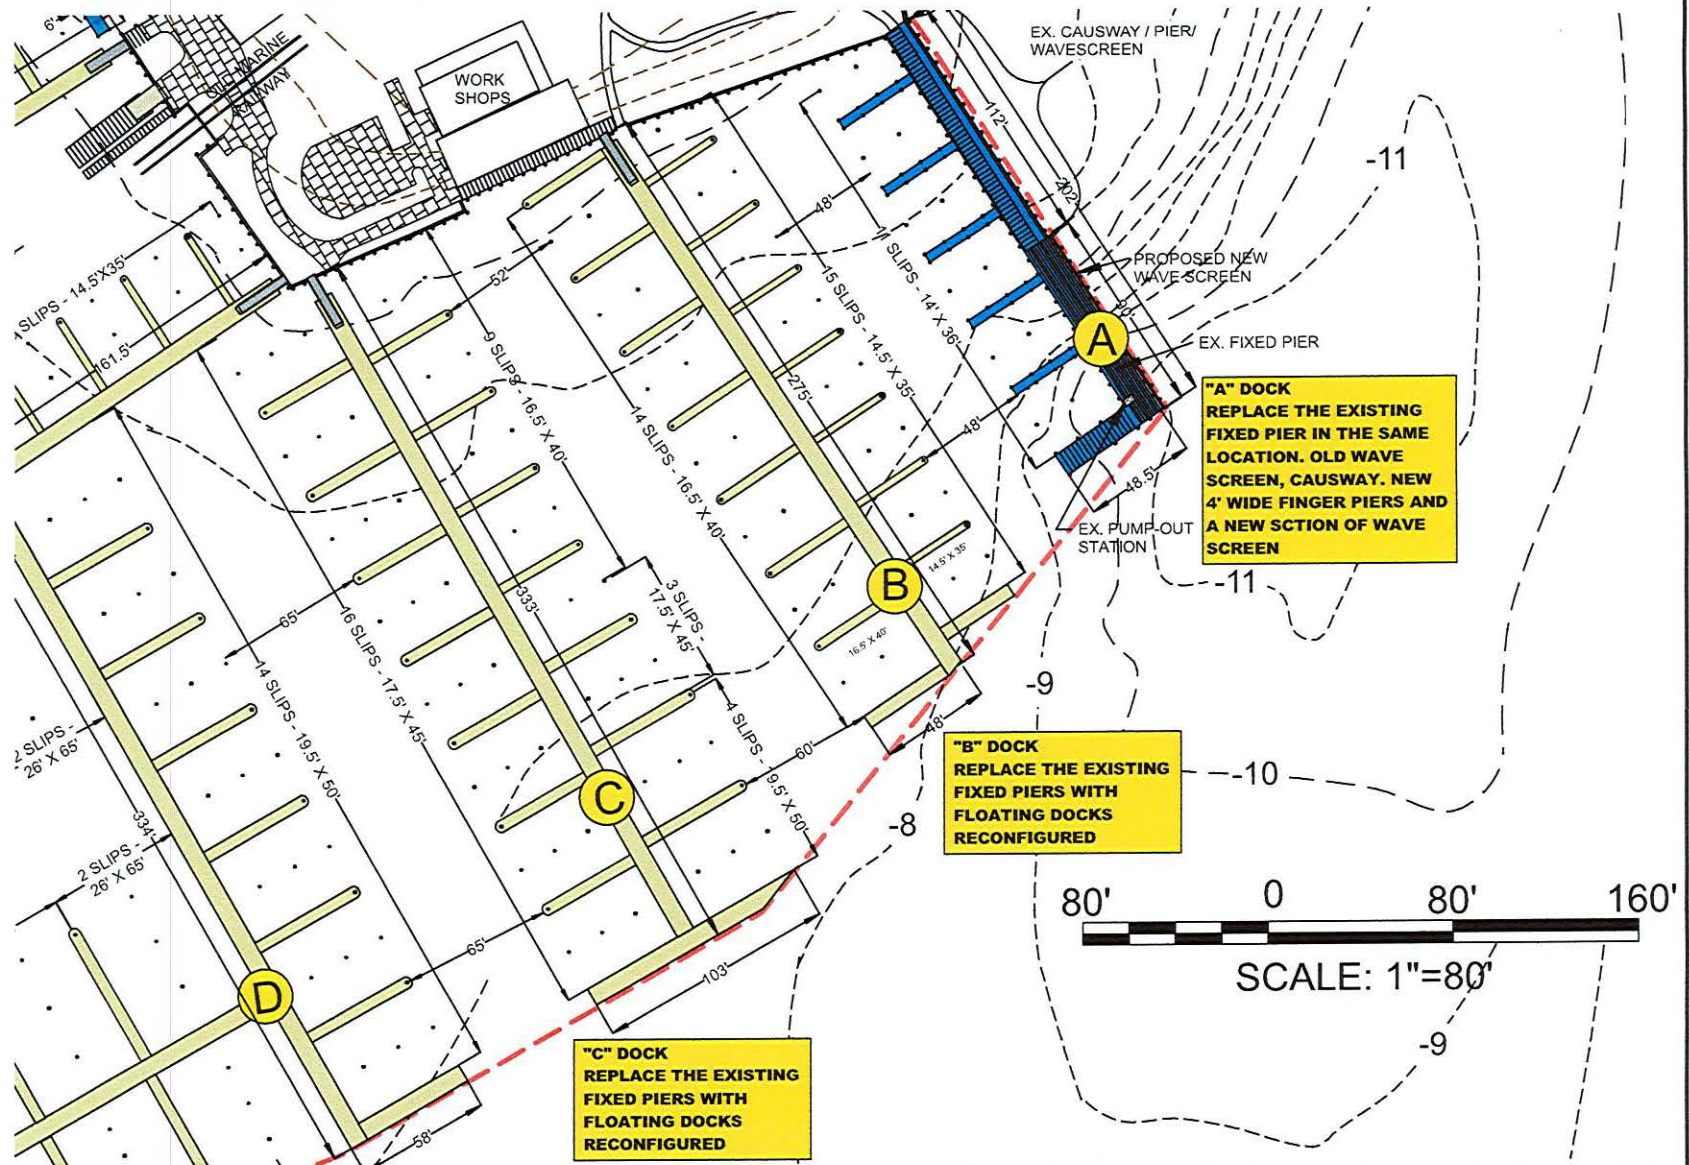 6'
OLD MARINE
RAILWAY
WORK
SHOPS
EX. CAUSWAY / PIER/
WAVESCREEN
112'
202'
-11
PROPOSED NEW
WAVE SCREEN
90'
A
EX. FIXED PIER
"A" DOCK
REPLACE THE EXISTING
FIXED PIER IN THE SAME
LOCATION. OLD WAVE
SCREEN, CAUSWAY. NEW
4' WIDE FINGER PIERS AND
A NEW SCTION OF WAVE
SCREEN
48.5'
EX. PUMP-OUT
STATION
-11
48'
11 SLIPS - 14' X 36'
15 SLIPS - 14.5' X 35'
275'
48'
14.5' X 35'
B
16.5' X 40'
14 SLIPS - 16.5' X 40'
52'
9 SLIPS - 16.5' X 40'
3 SLIPS -
17.5' X 45'
4 SLIPS - 9.5' X 50'
60'
48'
-9
"B" DOCK
REPLACE THE EXISTING
FIXED PIERS WITH
FLOATING DOCKS
RECONFIGURED
-10
-8
SLIPS - 14.5'X35'
161.5'
333'
65'
16 SLIPS - 17.5' X 45'
14 SLIPS - 19.5' X 50'
C
2 SLIPS -
26' X 65'
334'
2 SLIPS -
26' X 65'
65'
103'
D
58'
"C" DOCK
REPLACE THE EXISTING
FIXED PIERS WITH
FLOATING DOCKS
RECONFIGURED
80' 0 80' 160'
SCALE: 1"=80'
-9